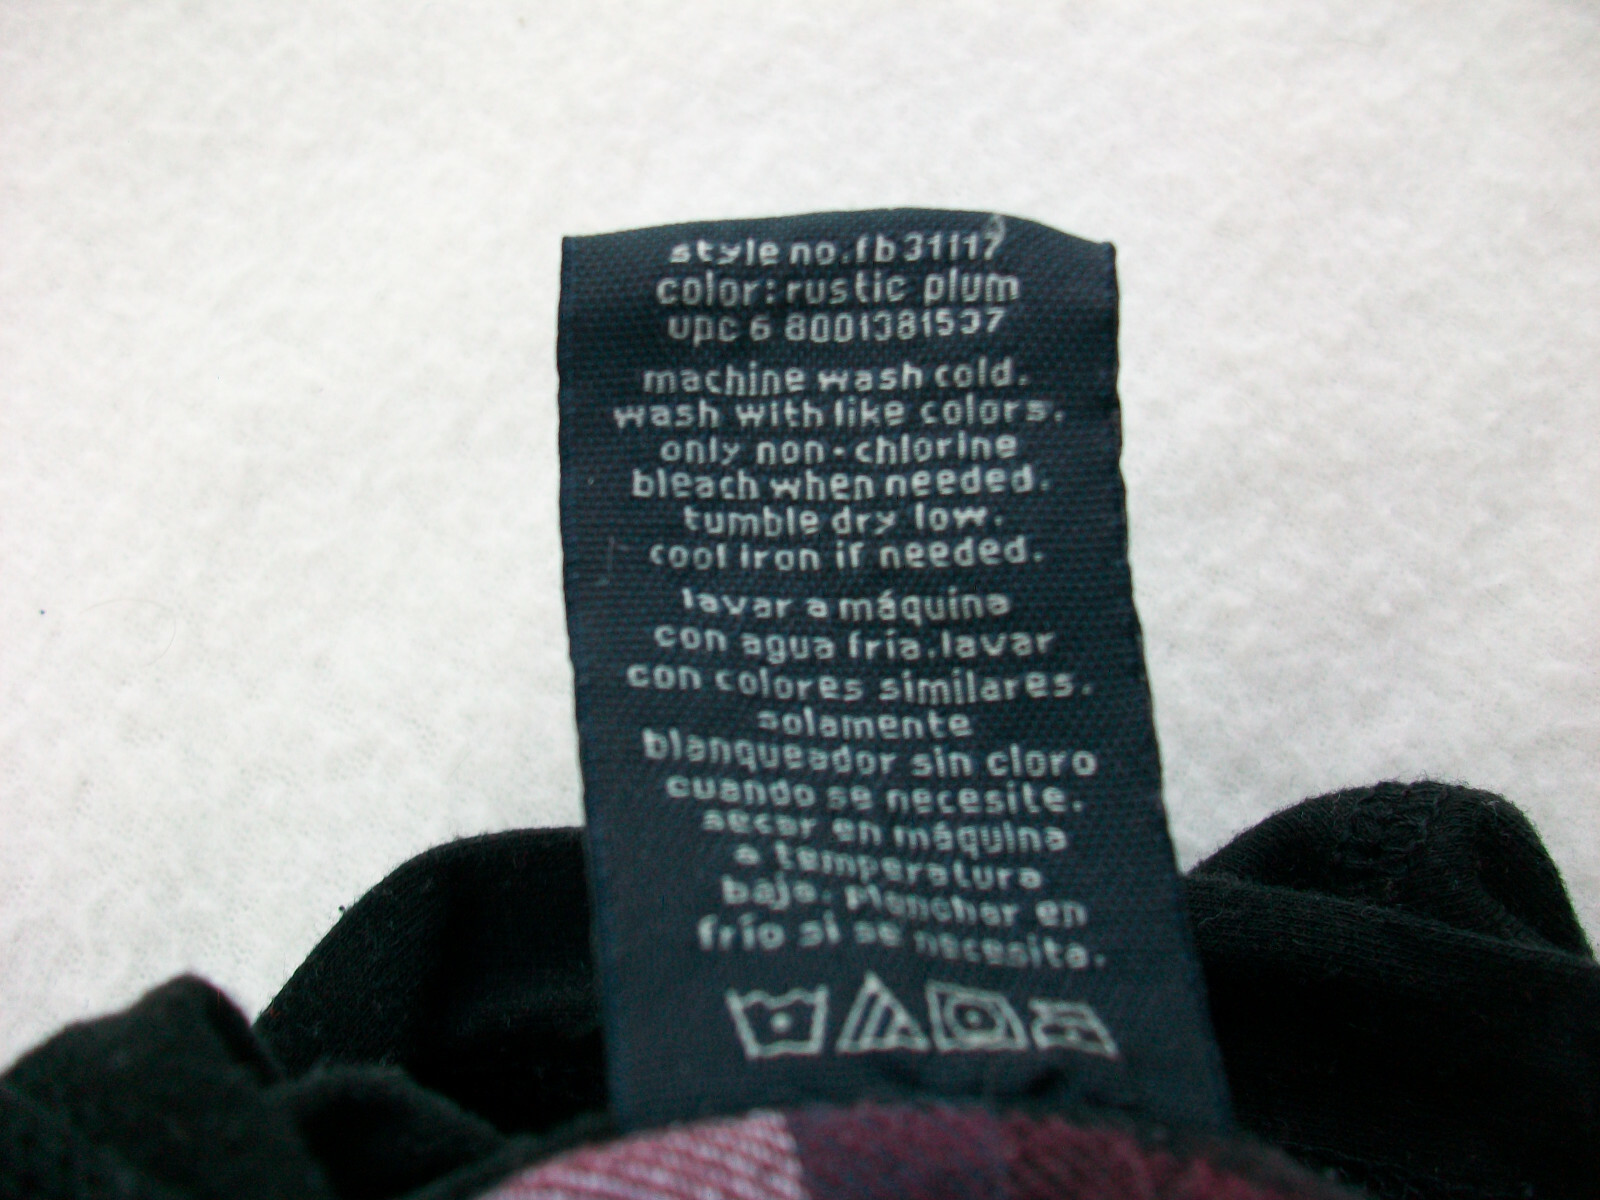 style no. fb31f17
color: rustic plum
upc 6 8001381537
machine wash cold.
wash with like colors.
only non-chlorine
bleach when needed.
tumble dry low.
cool iron if needed.
lavar a máquina
con agua fria. lavar
con colores similares.
solamente
blanqueador sin cloro
cuando se necesite.
secar en máquina
a temperatura
baja. Planchar en
frío si se necesita.